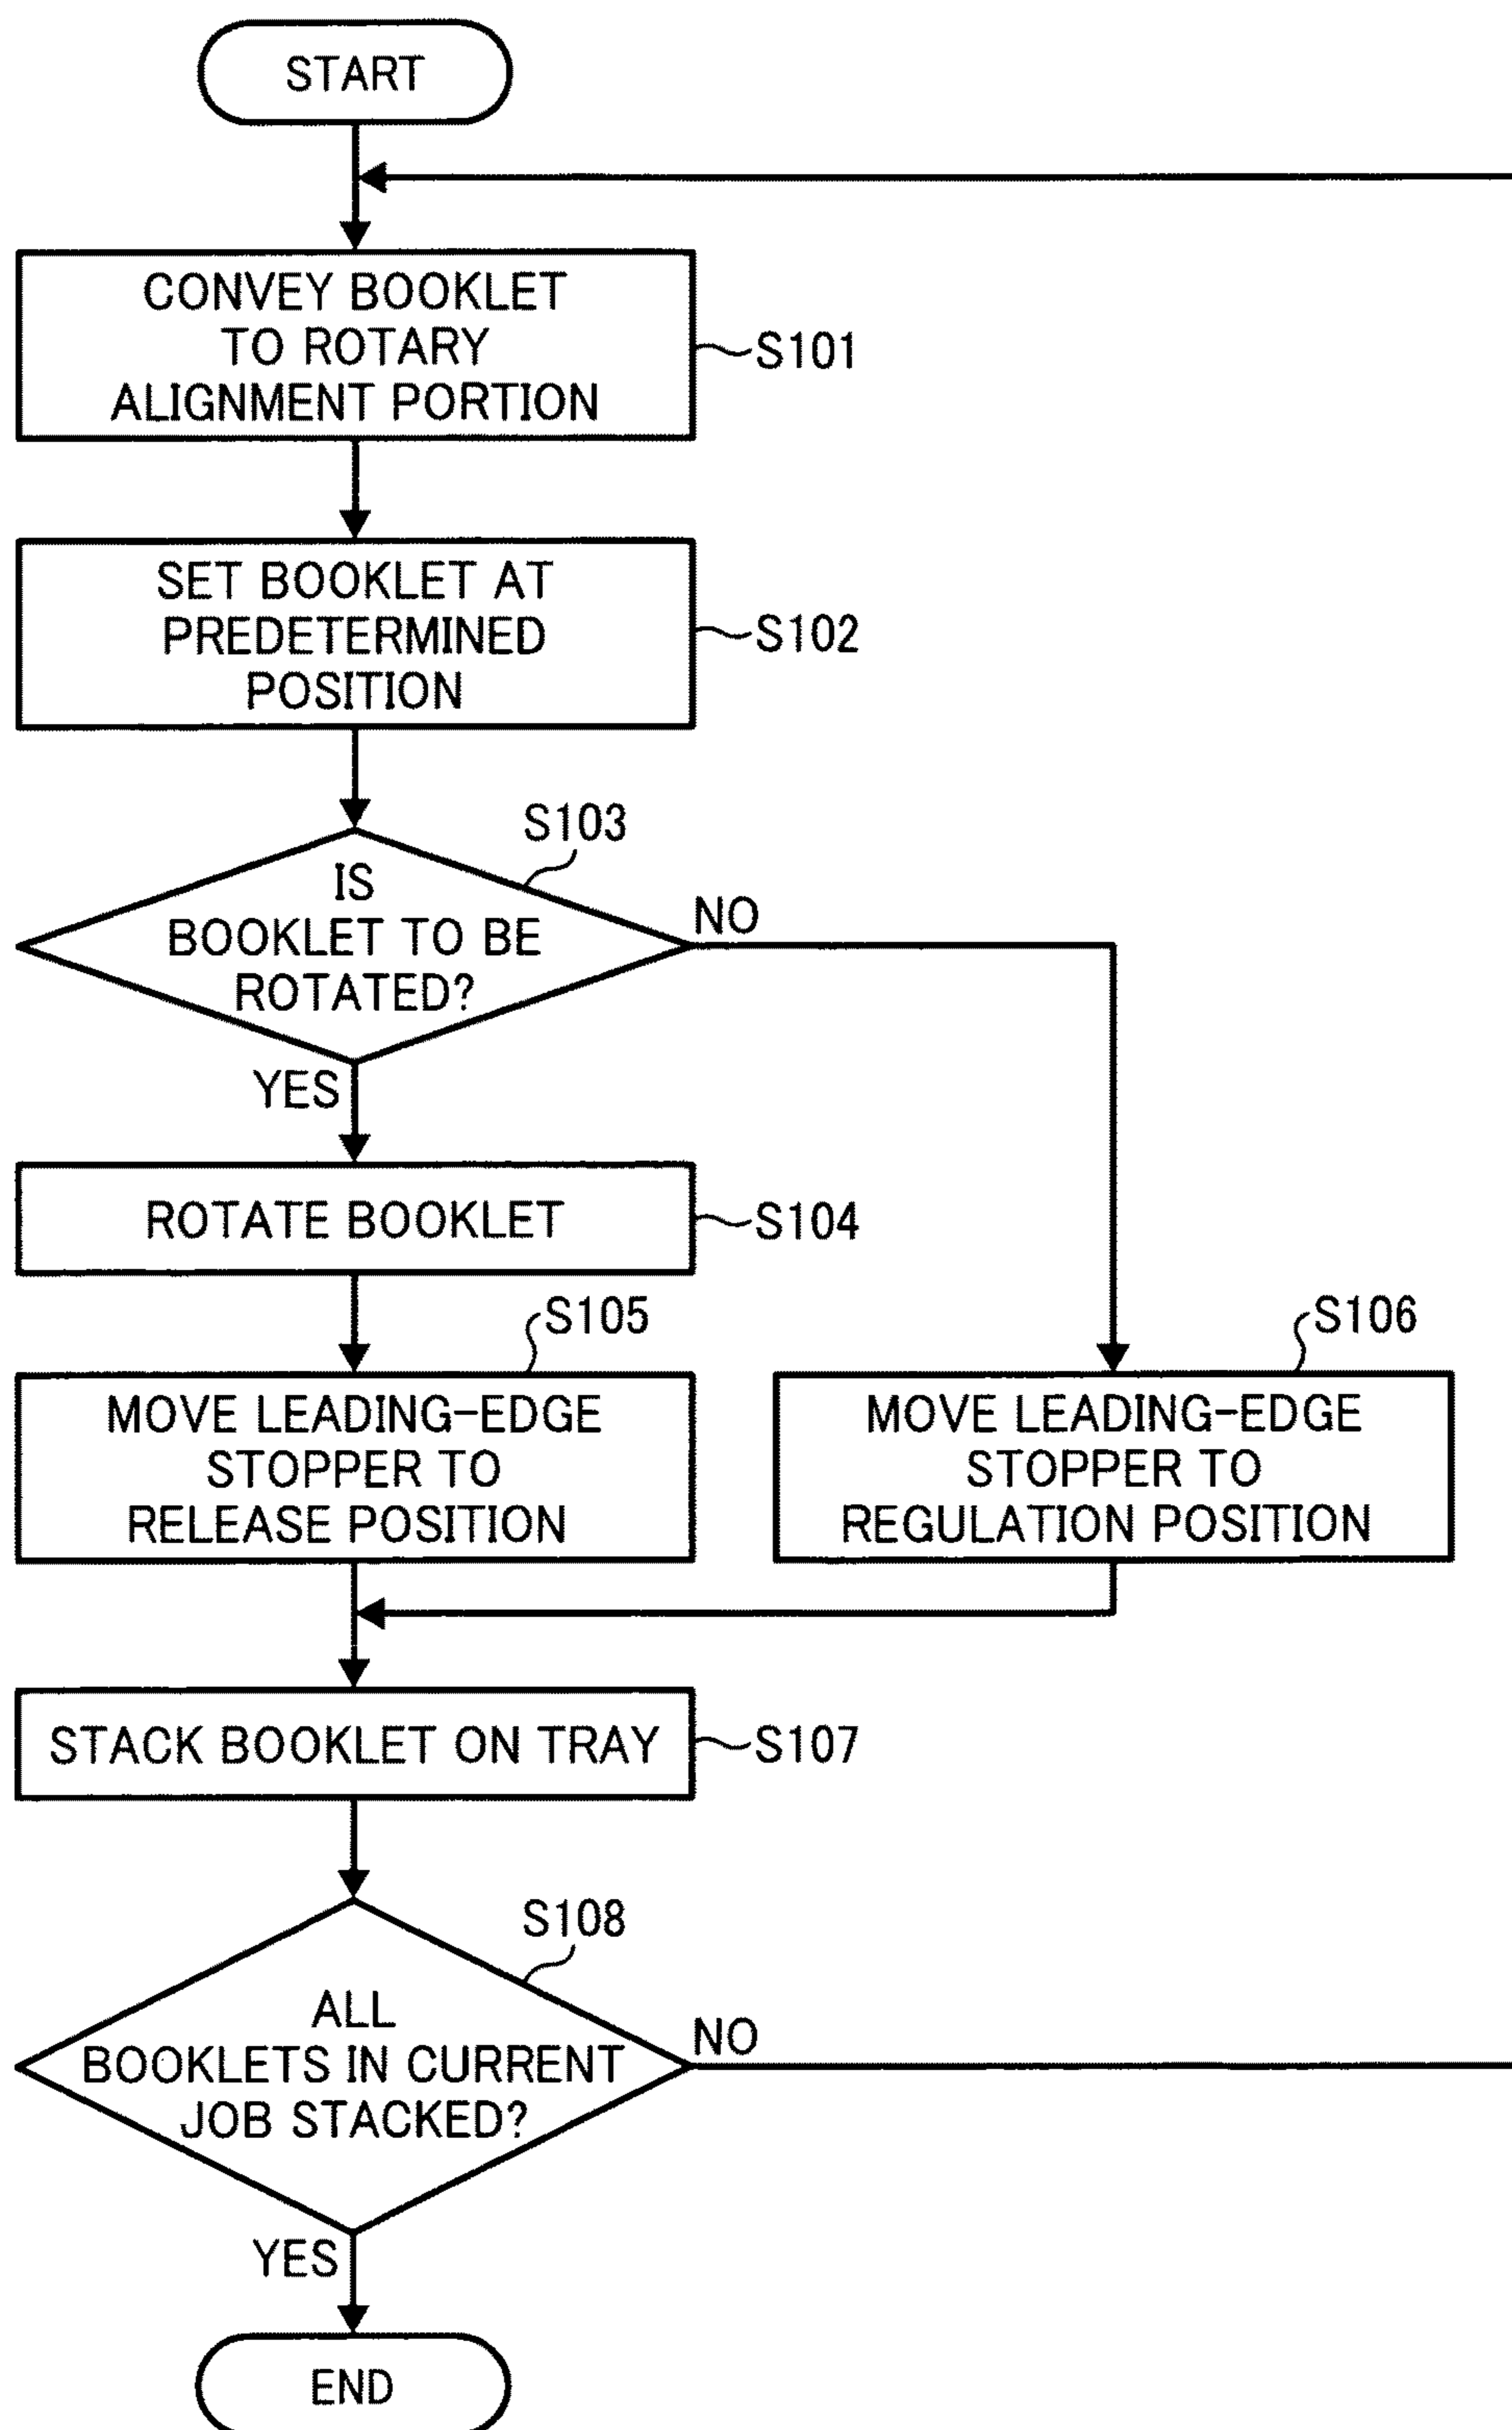 START
CONVEY BOOKLET
TO ROTARY
ALIGNMENT PORTION
S101
SET BOOKLET AT
PREDETERMINED
POSITION
S102
S103
IS
BOOKLET TO BE
ROTATED?
NO
YES
ROTATE BOOKLET
S104
S105
MOVE LEADING-EDGE
STOPPER TO
RELEASE POSITION
S106
MOVE LEADING-EDGE
STOPPER TO
REGULATION POSITION
STACK BOOKLET ON TRAY
S107
S108
ALL
BOOKLETS IN CURRENT
JOB STACKED?
NO
YES
END